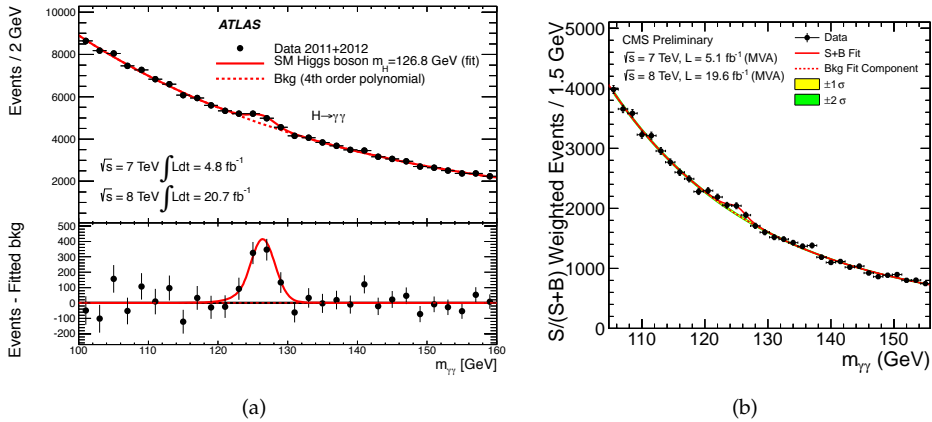 Events / 2 GeV
10000
8000
6000
4000
2000
ATLAS
Data 2011+2012
SM Higgs boson m_H=126.8 GeV (fit)
Bkg (4th order polynomial)
H→γγ
√s = 7 TeV ∫Ldt = 4.8 fb⁻¹
√s = 8 TeV ∫Ldt = 20.7 fb⁻¹
Events - Fitted bkg
500
400
300
200
100
0
-100
-200
100 110 120 130 140 150 160
m_γγ [GeV]
(a)
S/(S+B) Weighted Events / 1.5 GeV
5000
4000
3000
2000
1000
0
CMS Preliminary
√s = 7 TeV, L = 5.1 fb⁻¹ (MVA)
√s = 8 TeV, L = 19.6 fb⁻¹ (MVA)
Data
S+B Fit
Bkg Fit Component
±1 σ
±2 σ
110 120 130 140 150
m_γγ (GeV)
(b)